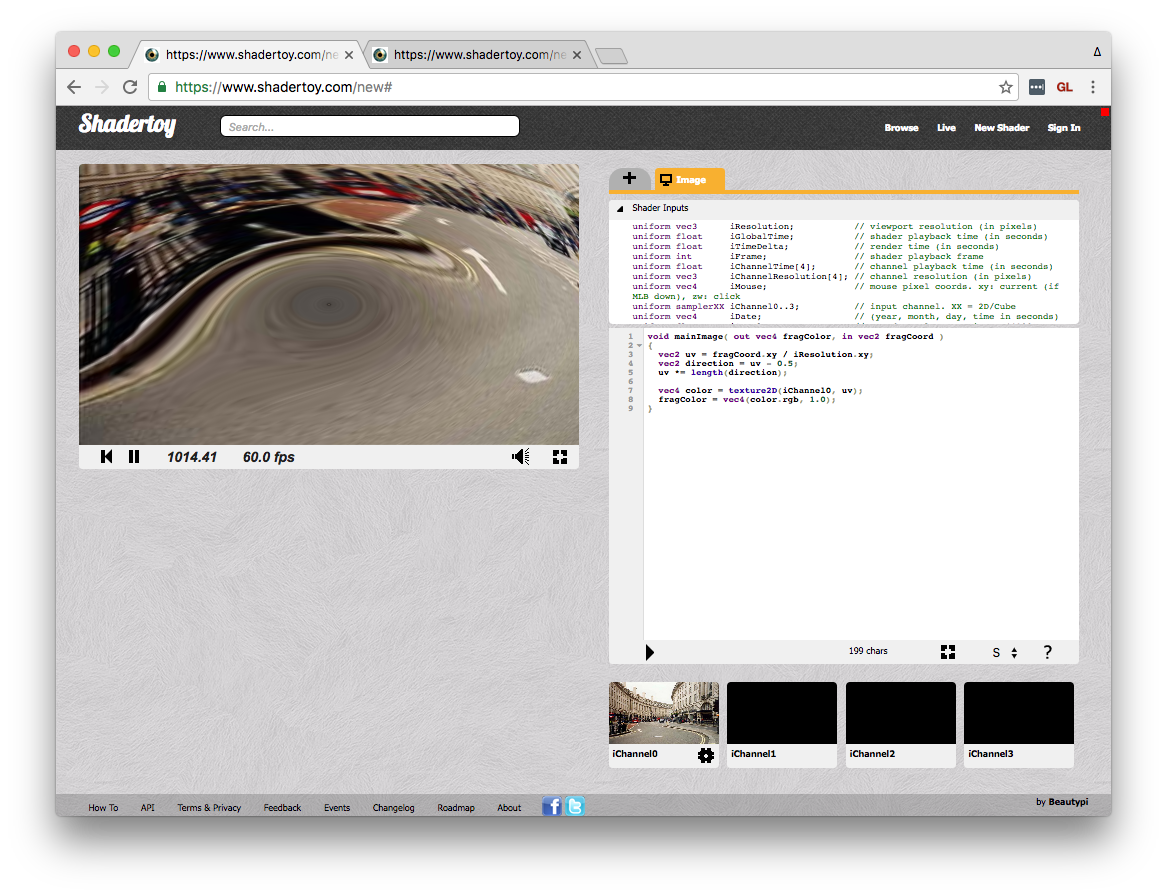 https://www.shadertoy.com/ne
https://www.shadertoy.com/ne
https://www.shadertoy.com/new#
GL
Shadertoy
Search...
Browse Live New Shader Sign In
+ Image
Shader Inputs
uniform vec3 iResolution; // viewport resolution (in pixels)
uniform float iGlobalTime; // shader playback time (in seconds)
uniform float iTimeDelta; // render time (in seconds)
uniform int iFrame; // shader playback frame
uniform float iChannelTime[4]; // channel playback time (in seconds)
uniform vec3 iChannelResolution[4]; // channel resolution (in pixels)
uniform vec4 iMouse; // mouse pixel coords. xy: current (if
MLB down), zw: click
uniform samplerXX iChannel0..3; // input channel. XX = 2D/Cube
uniform vec4 iDate; // (year, month, day, time in seconds)
1 void mainImage( out vec4 fragColor, in vec2 fragCoord )
2 {
3 vec2 uv = fragCoord.xy / iResolution.xy;
4 vec2 direction = uv - 0.5;
5 uv *= length(direction);
6
7 vec4 color = texture2D(iChannel0, uv);
8 fragColor = vec4(color.rgb, 1.0);
9 }
1014.41 60.0 fps
199 chars S ?
iChannel0 iChannel1 iChannel2 iChannel3
How To API Terms & Privacy Feedback Events Changelog Roadmap About
by Beautypi